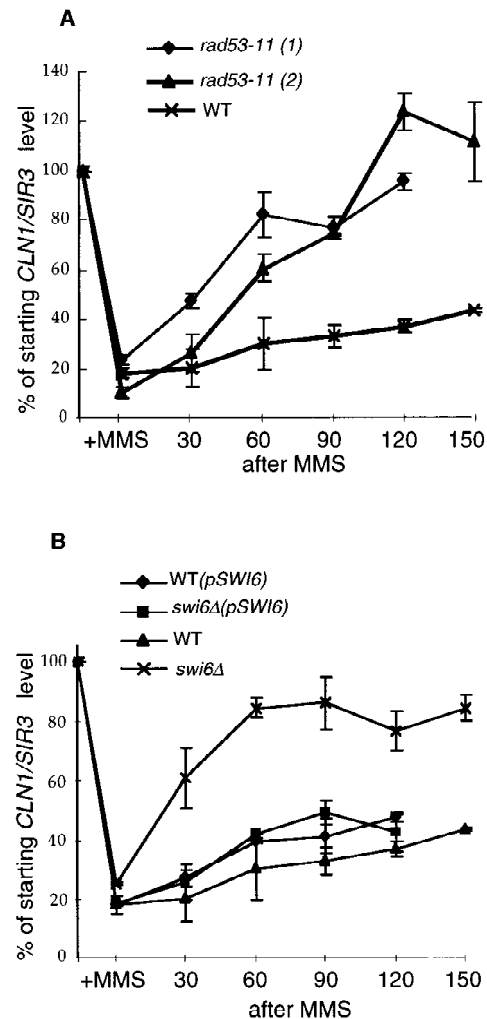 A
rad53-11 (1)
rad53-11 (2)
WT
% of starting CLN1/SIR3 level
140
120
100
80
60
40
20
0
+MMS 30 60 90 120 150
after MMS
B
WT(pSWI6)
swi6Δ(pSWI6)
WT
swi6Δ
% of starting CLN1/SIR3 level
100
80
60
40
20
0
+MMS 30 60 90 120 150
after MMS